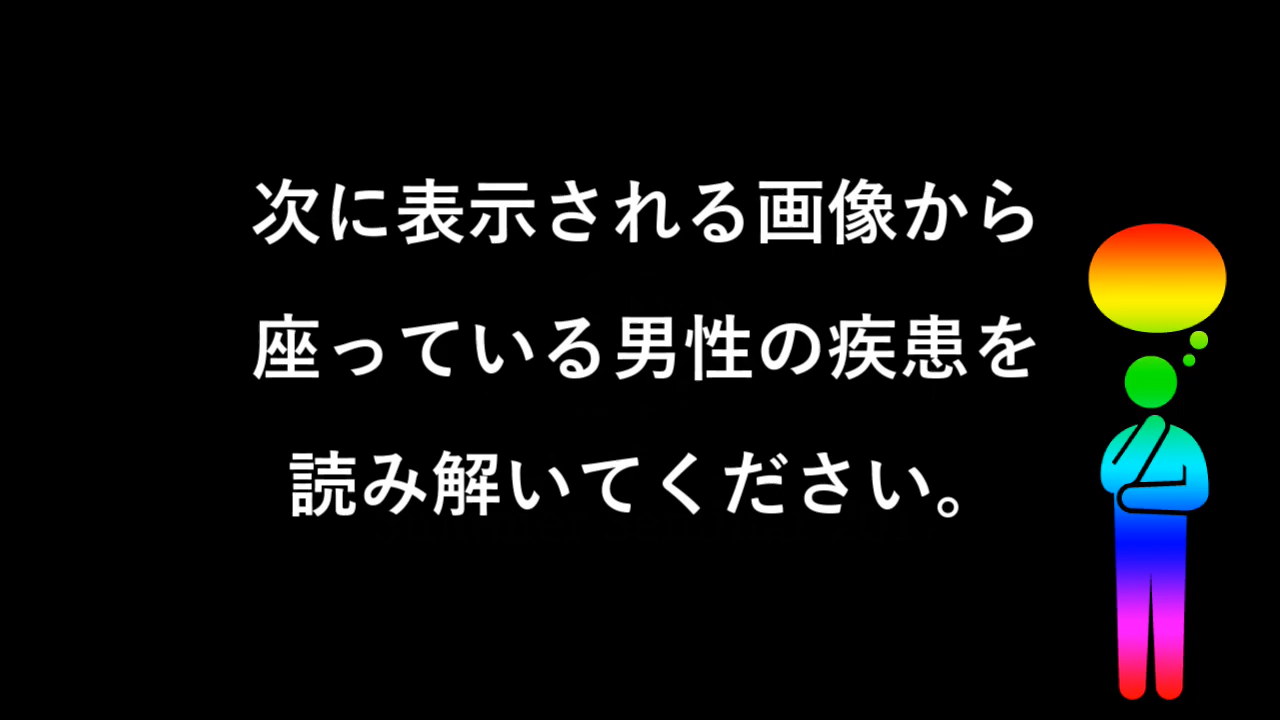 次に表示される画像から
座っている男性の疾患を
読み解いてください。